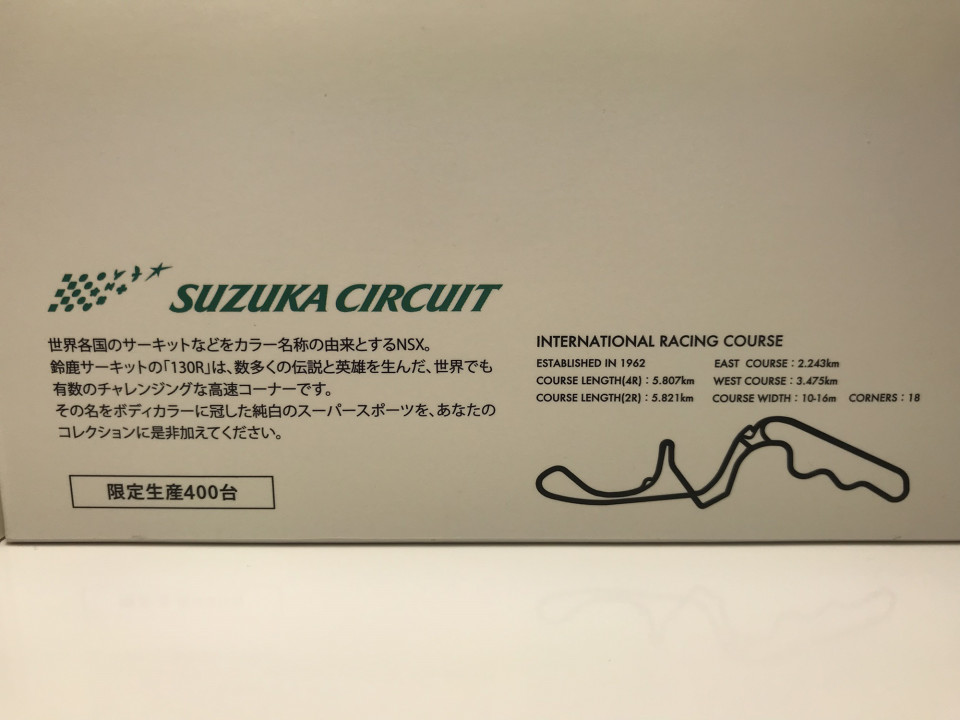 SUZUKA CIRCUIT
世界各国のサーキットなどをカラー名称の由来とするNSX。
鈴鹿サーキットの「130R」は、数多くの伝説と英雄を生んだ、世界でも
有数のチャレンジングな高速コーナーです。
その名をボディカラーに冠した純白のスーパースポーツを、あなたの
コレクションに是非加えてください。
限定生産400台
INTERNATIONAL RACING COURSE
ESTABLISHED IN 1962 EAST COURSE：2.243km
COURSE LENGTH(4R)：5.807km WEST COURSE：3.475km
COURSE LENGTH(2R)：5.821km COURSE WIDTH：10-16m CORNERS：18